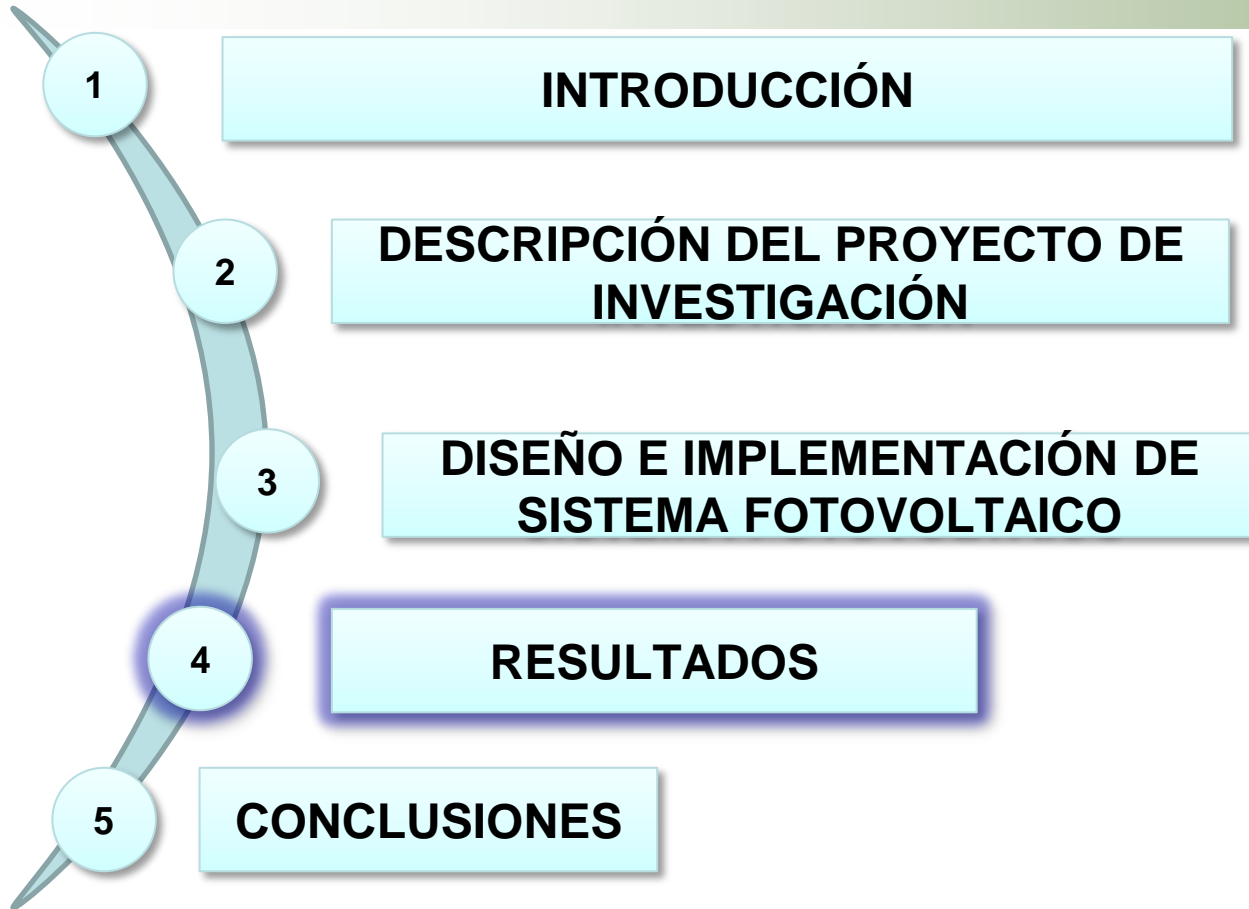 1
INTRODUCCIÓN
2
DESCRIPCIÓN DEL PROYECTO DE
INVESTIGACIÓN
3
DISEÑO E IMPLEMENTACIÓN DE
SISTEMA FOTOVOLTAICO
4
RESULTADOS
5
CONCLUSIONES